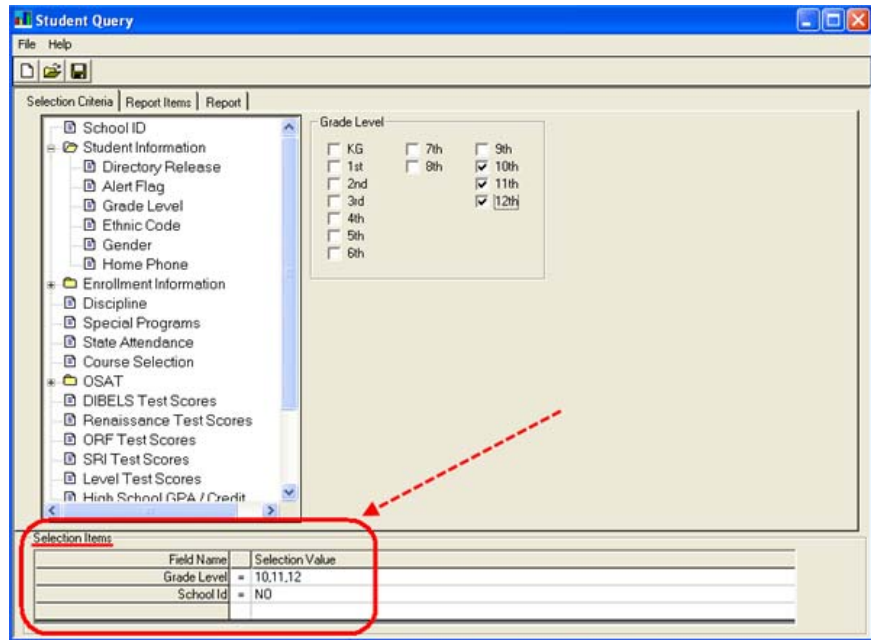 Student Query
File Help
Selection Criteria Report Items Report
School ID
Student Information
Directory Release
Alert Flag
Grade Level
Ethnic Code
Gender
Home Phone
Enrollment Information
Discipline
Special Programs
State Attendance
Course Selection
OSAT
DIBELS Test Scores
Renaissance Test Scores
ORF Test Scores
SRI Test Scores
Level Test Scores
High School GPA / Credit
Grade Level
KG 7th 9th
1st 8th 10th
2nd 11th
3rd 12th
4th
5th
6th
Selection Items
Field Name Selection Value
Grade Level = 10,11,12
School Id = NO